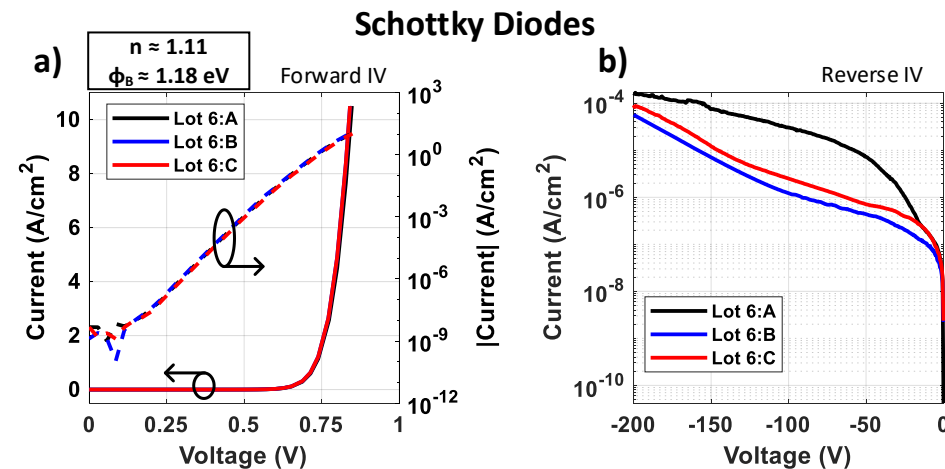 Schottky Diodes
a)
n ≈ 1.11
ϕB ≈ 1.18 eV
Forward IV
Lot 6:A
Lot 6:B
Lot 6:C
10
8
6
4
2
0
Current (A/cm²)
10³
10⁰
10⁻³
10⁻⁶
10⁻⁹
10⁻¹²
|Current| (A/cm²)
0 0.25 0.5 0.75 1
Voltage (V)
b)
Reverse IV
10⁻⁴
10⁻⁶
10⁻⁸
10⁻¹⁰
Current (A/cm²)
Lot 6:A
Lot 6:B
Lot 6:C
-200 -150 -100 -50 0
Voltage (V)